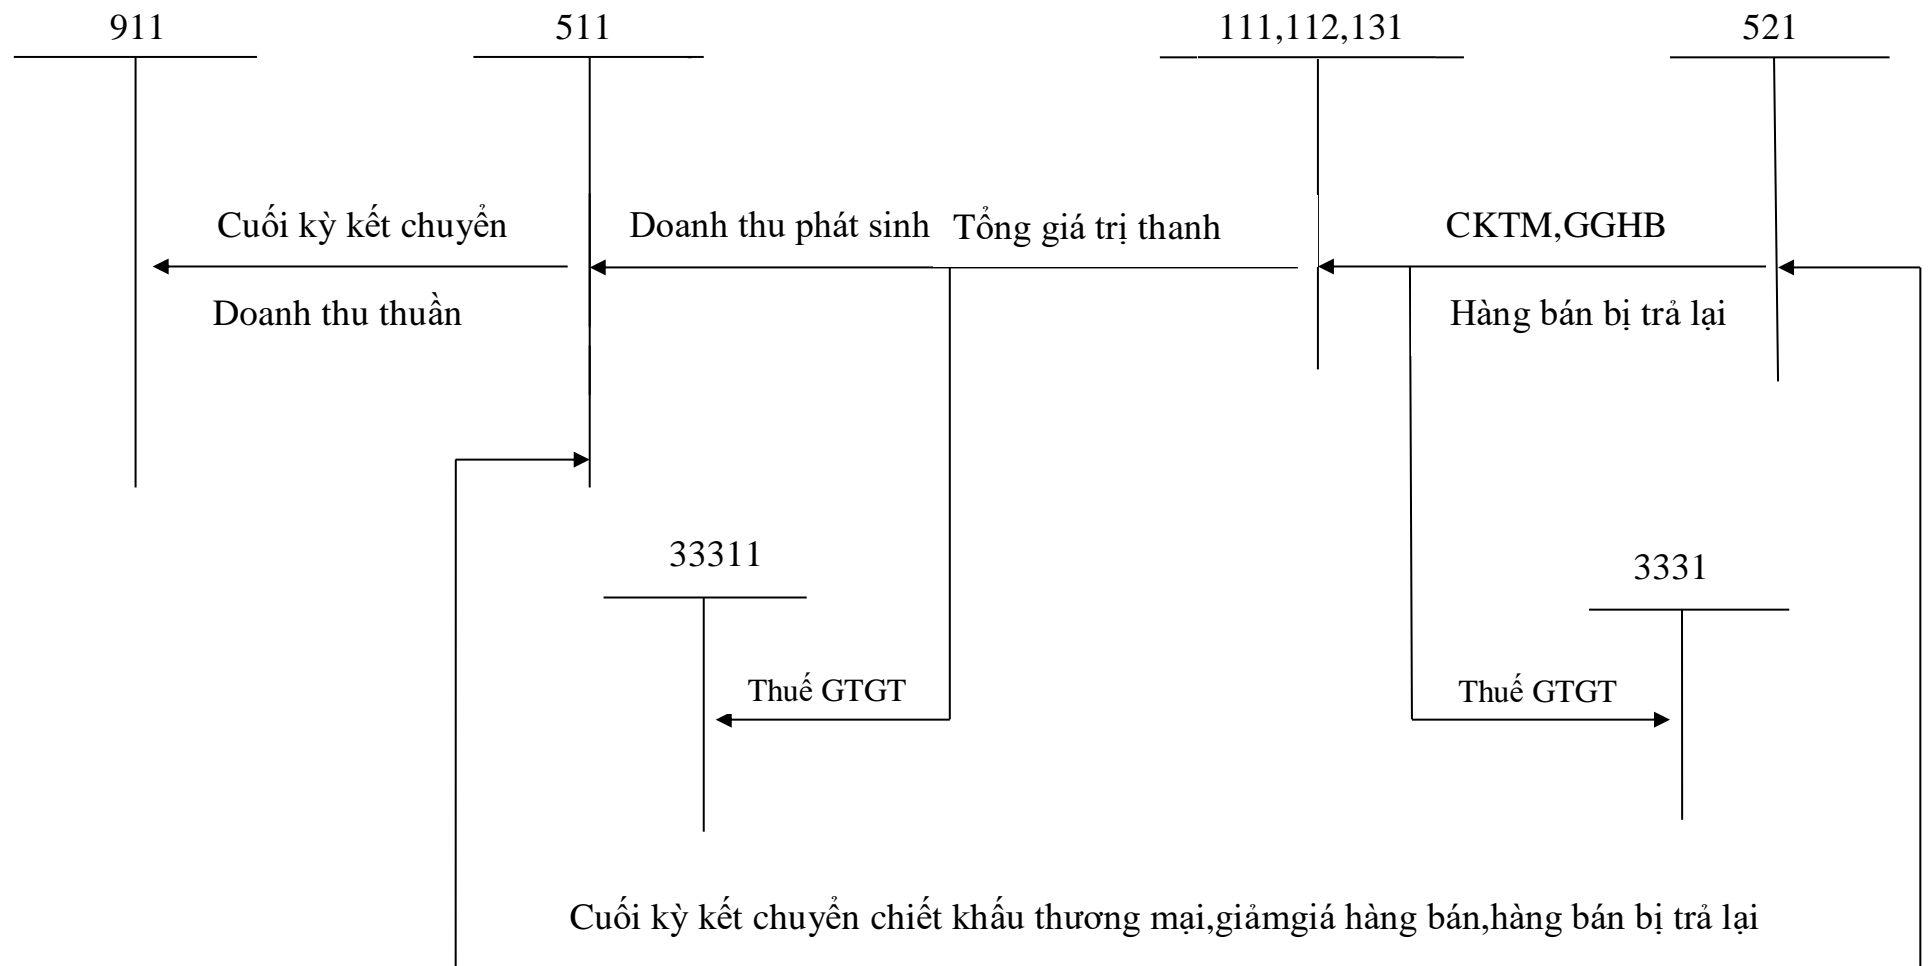 911
511
111,112,131
521
Cuối kỳ kết chuyển
Doanh thu phát sinh
Tổng giá trị thanh
CKTM,GGHB
Doanh thu thuần
Hàng bán bị trả lại
33311
3331
Thuế GTGT
Thuế GTGT
Cuối kỳ kết chuyển chiết khấu thương mại,giảmgiá hàng bán,hàng bán bị trả lại